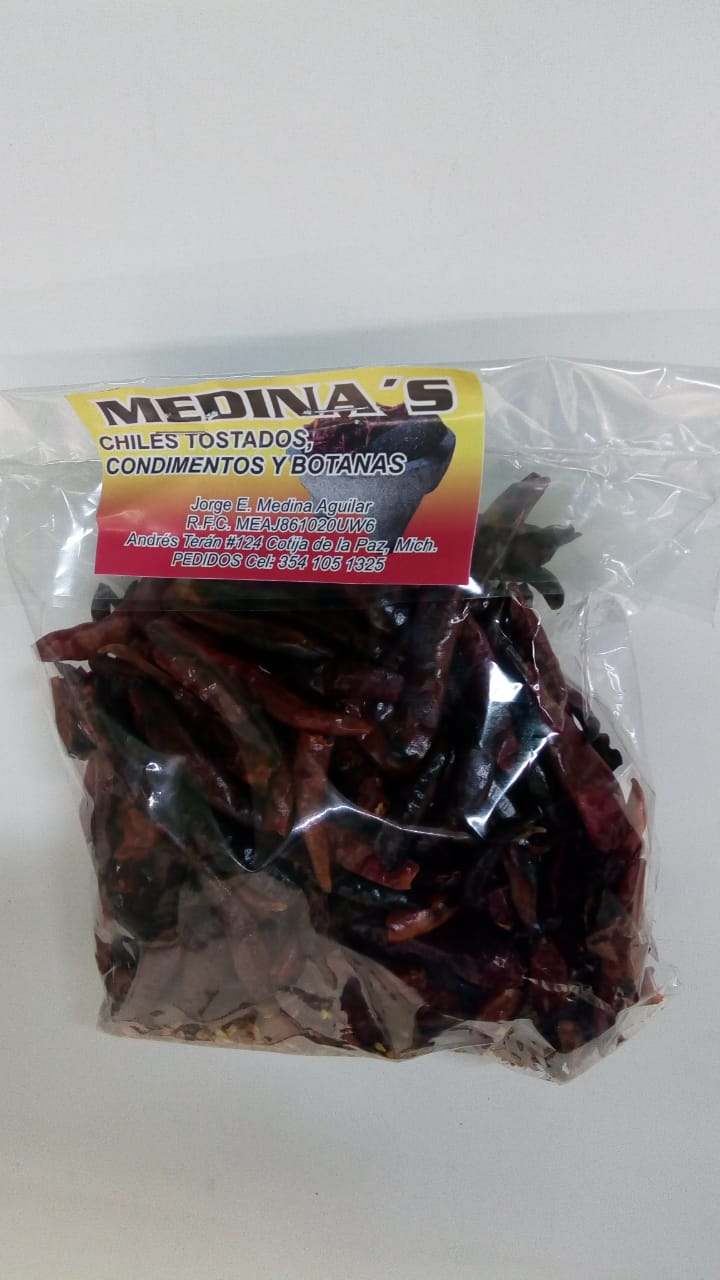 MEDINA´S
CHILES TOSTADOS,
CONDIMENTOS Y BOTANAS
Jorge E. Medina Aguilar
R.F.C. MEAJ861020UW6
Andrés Terán #124 Cotija de la Paz, Mich.
PEDIDOS Cel: 354 105 1325